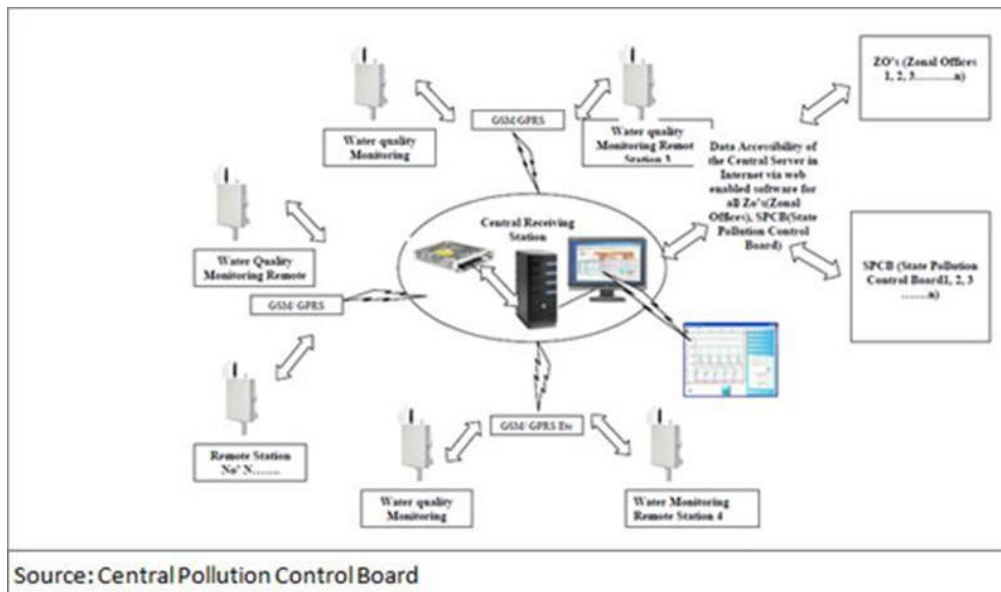 Water quality
Monitoring
GSM/GPRS
Water quality
Monitoring Remot
Station 3
ZO's (Zonal Offices
1, 2, 3...........n)
Data Accessibility of
the Central Server in
Internet via web
enabled software for
all Zo's(Zonal
Offices), SPCB(State
Pollution Control
Board)
SPCB (State Pollution
Control Board1, 2, 3
.......n)
Water Quality
Monitoring Remote
GSM/ GPRS
Central Receiving
Station
Remote Station
No' N.......
Water quality
Monitoring
GSM/ GPRS Etc
Water Monitoring
Remote Station 4
Source: Central Pollution Control Board